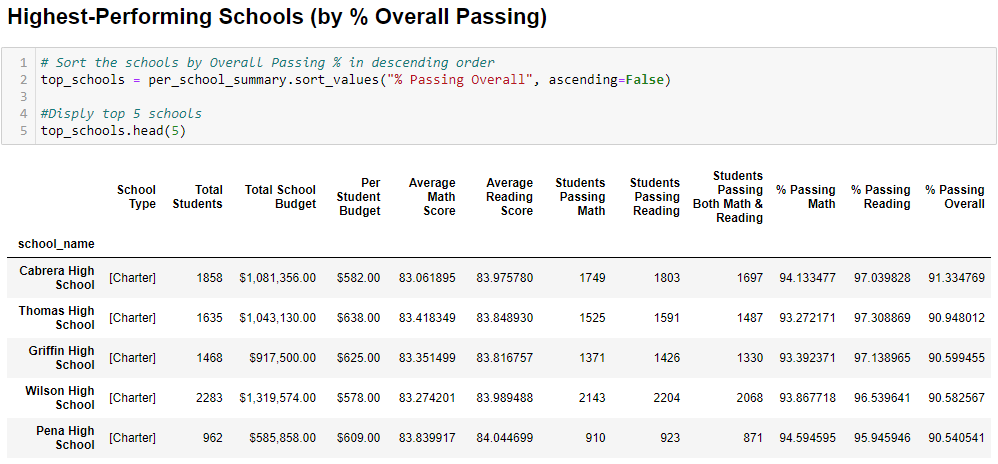 Highest-Performing Schools (by % Overall Passing)
1 # Sort the schools by Overall Passing % in descending order
2 top_schools = per_school_summary.sort_values("% Passing Overall", ascending=False)
3
4 #Disply top 5 schools
5 top_schools.head(5)
School Type Total Students Total School Budget Per Student Budget Average Math Score Average Reading Score Students Passing Math Students Passing Reading Students Passing Both Math & Reading % Passing Math % Passing Reading % Passing Overall
school_name
Cabrera High School [Charter] 1858 $1,081,356.00 $582.00 83.061895 83.975780 1749 1803 1697 94.133477 97.039828 91.334769
Thomas High School [Charter] 1635 $1,043,130.00 $638.00 83.418349 83.848930 1525 1591 1487 93.272171 97.308869 90.948012
Griffin High School [Charter] 1468 $917,500.00 $625.00 83.351499 83.816757 1371 1426 1330 93.392371 97.138965 90.599455
Wilson High School [Charter] 2283 $1,319,574.00 $578.00 83.274201 83.989488 2143 2204 2068 93.867718 96.539641 90.582567
Pena High School [Charter] 962 $585,858.00 $609.00 83.839917 84.044699 910 923 871 94.594595 95.945946 90.540541